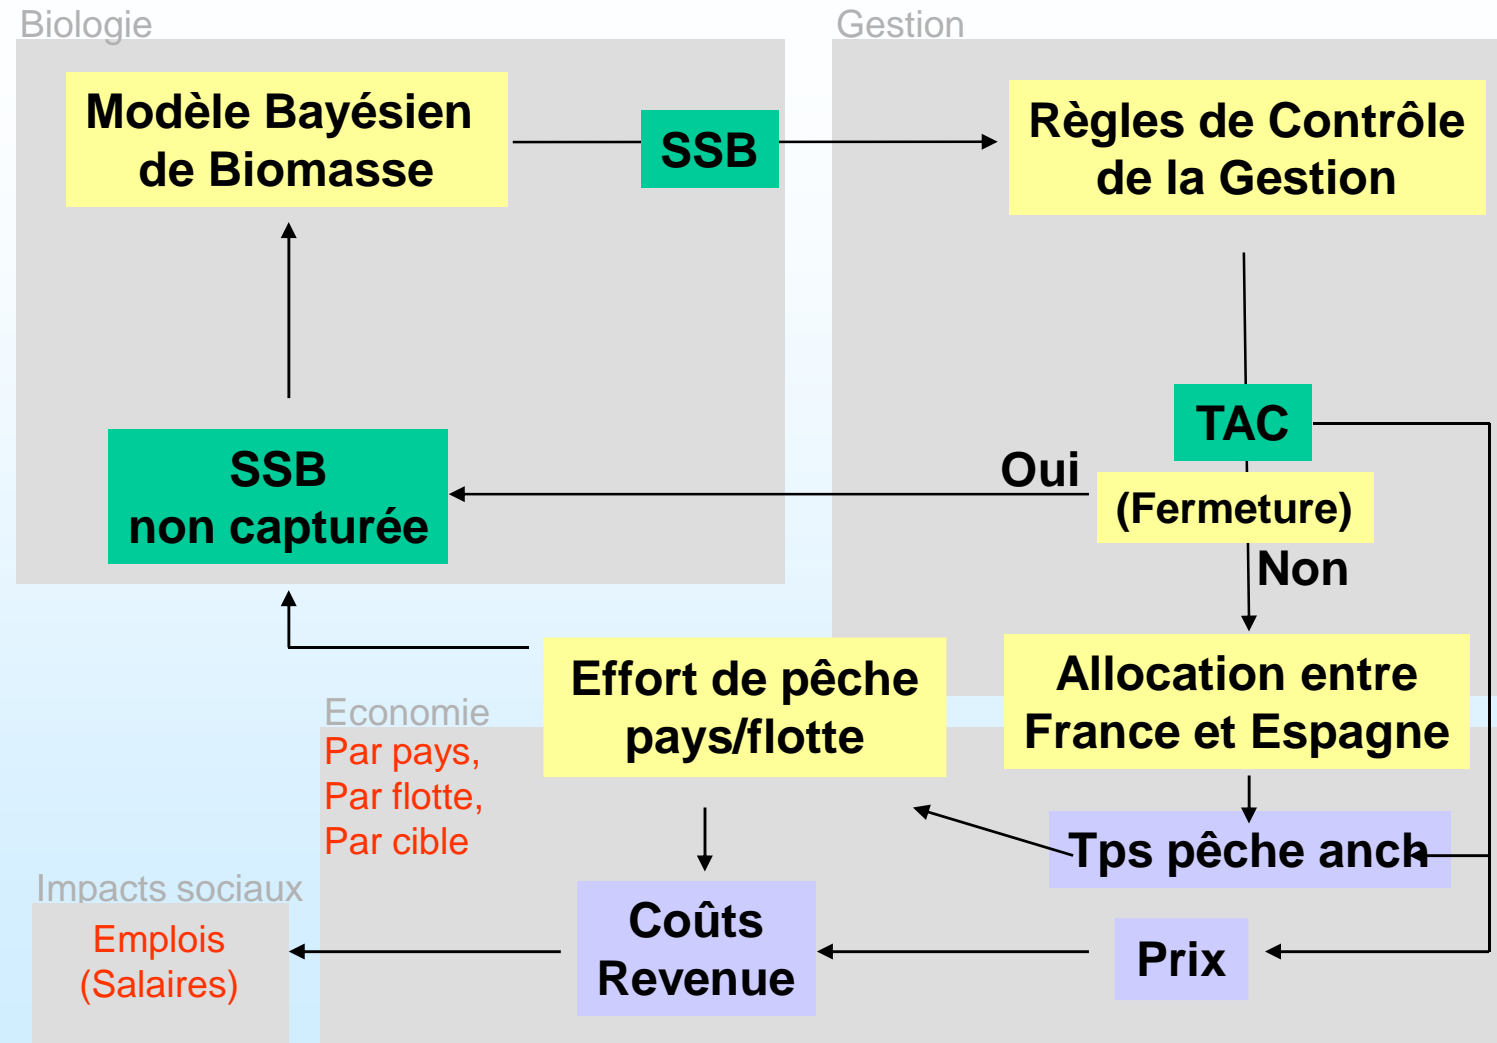 Biologie
Gestion
Modèle Bayésien
de Biomasse
SSB
Règles de Contrôle
de la Gestion
TAC
Oui
(Fermeture)
Non
SSB
non capturée
Effort de pêche
pays/flotte
Allocation entre
France et Espagne
Economie
Par pays,
Par flotte,
Par cible
Tps pêche anch
Impacts sociaux
Emplois
(Salaires)
Coûts
Revenue
Prix